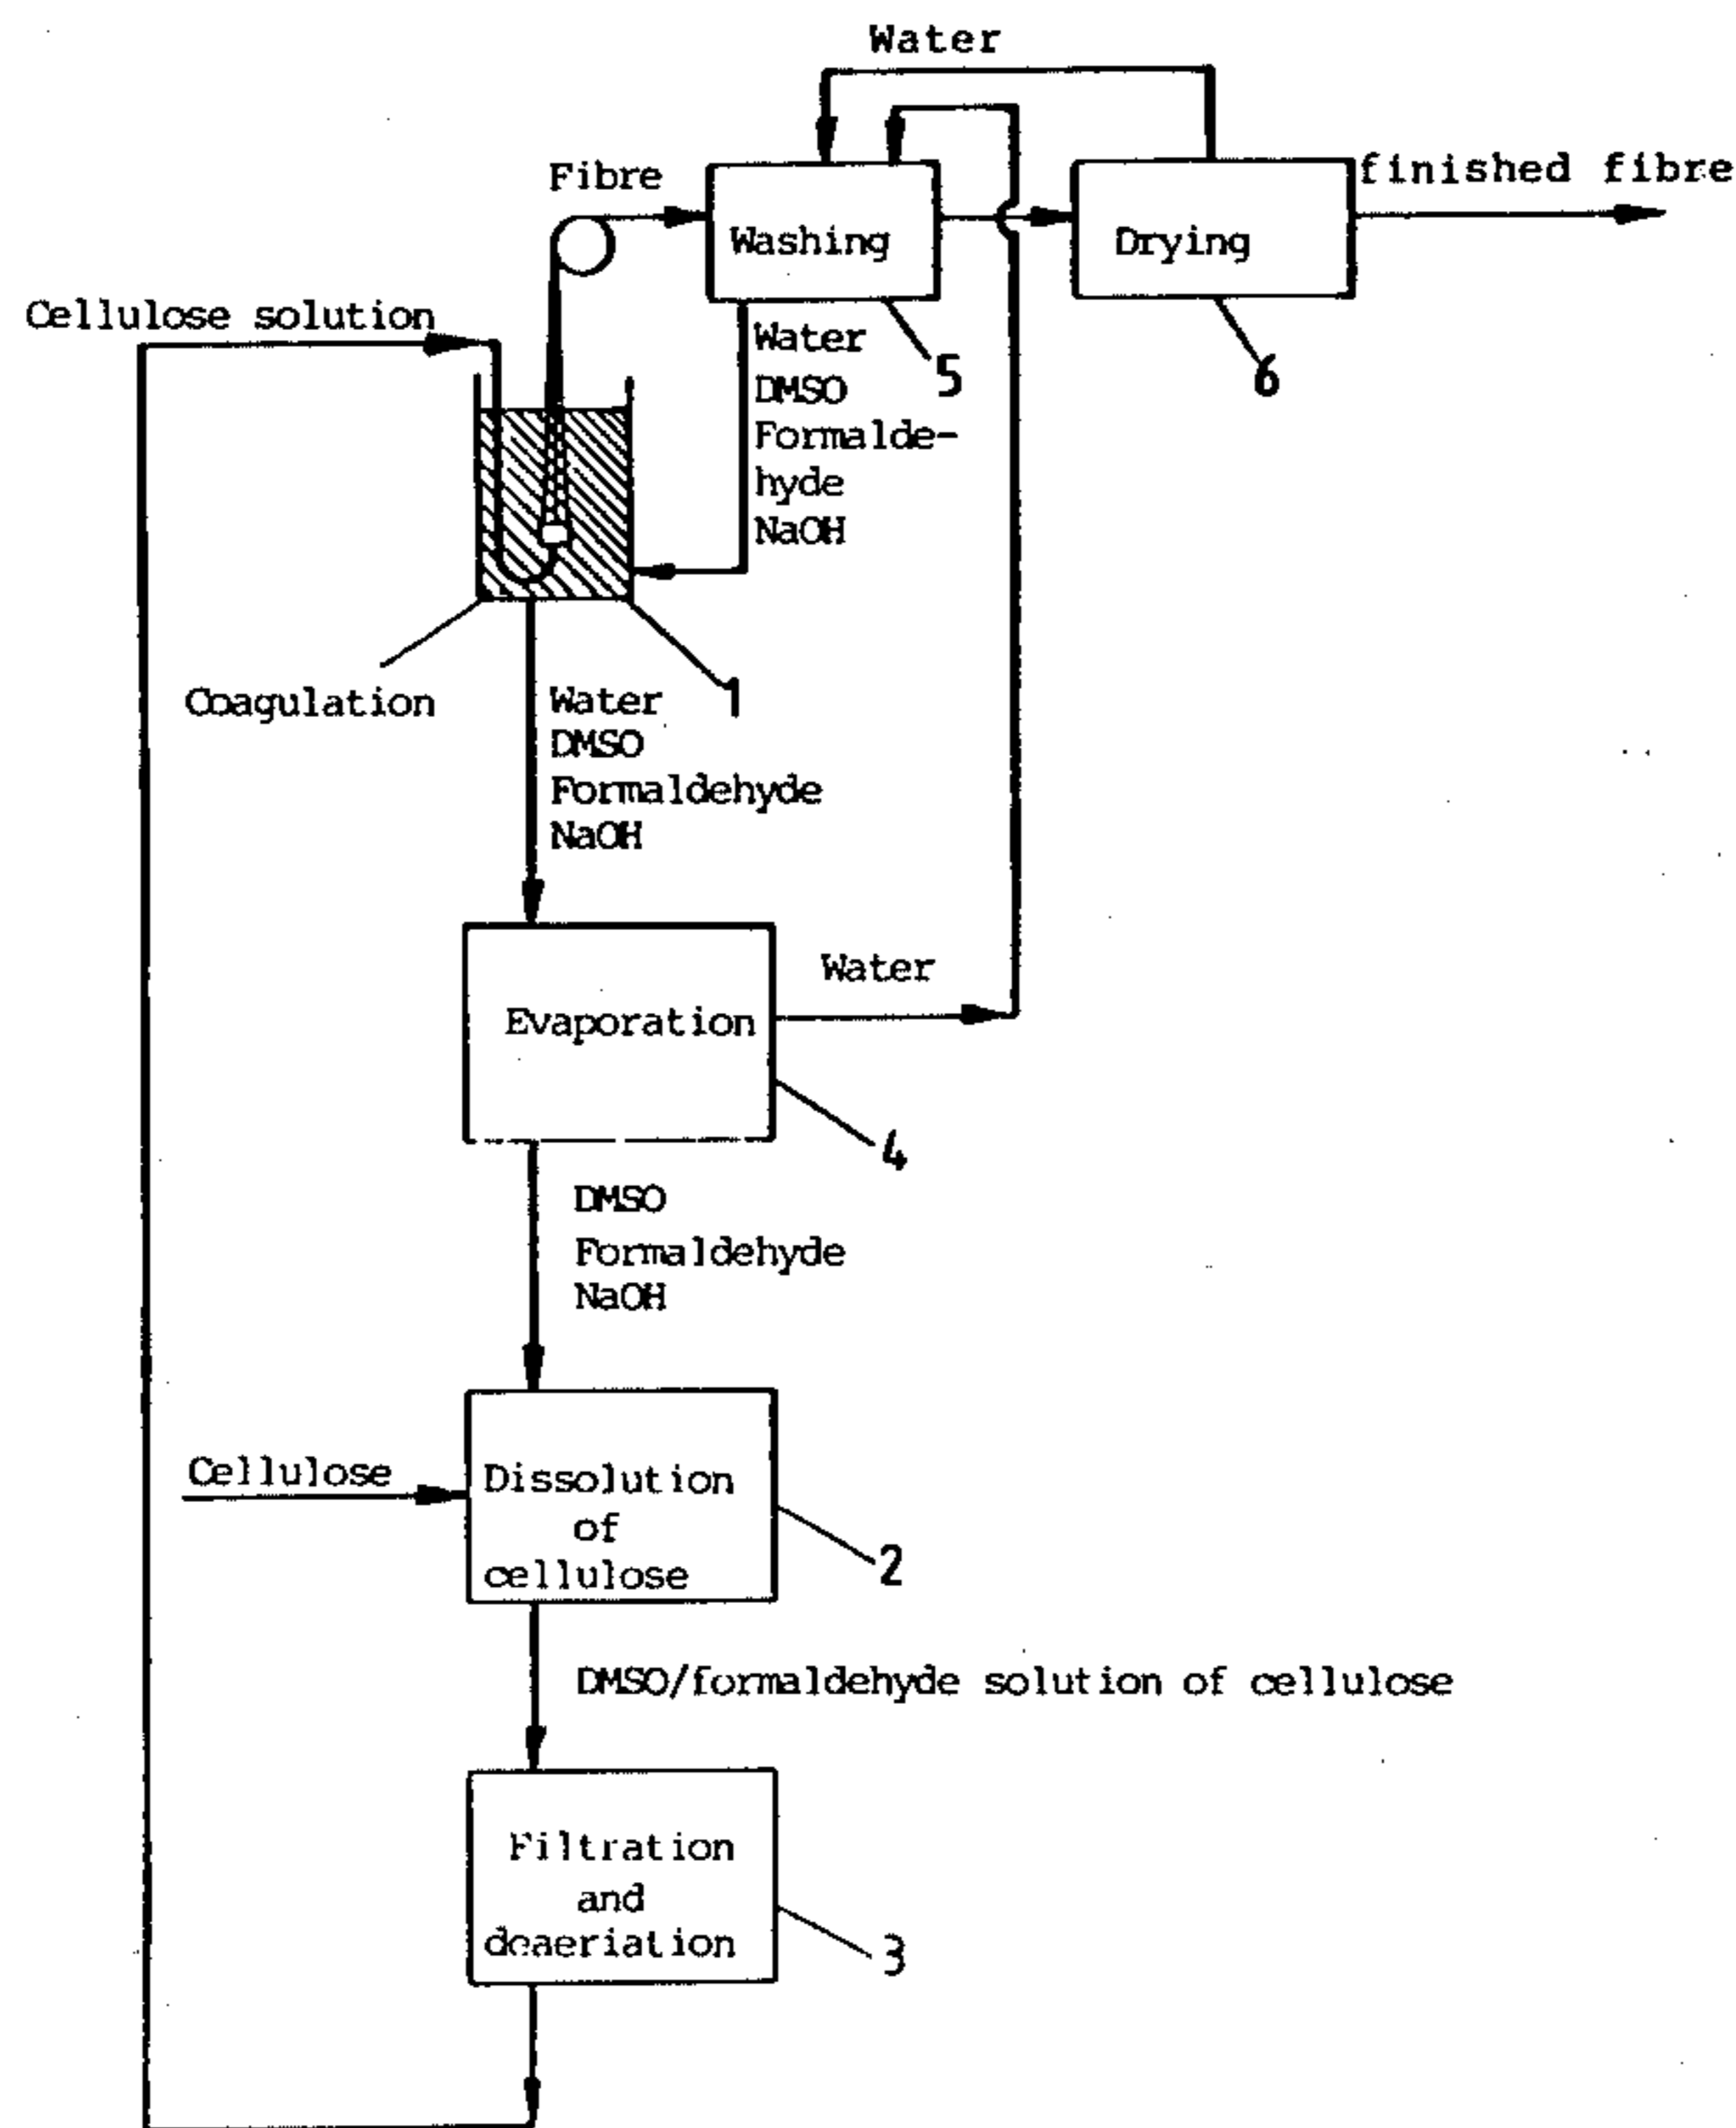 Water
Fibre
finished fibre
Washing
Drying
Cellulose solution
Water
DMSO
Formalde-
hyde
NaOH
5
6
Coagulation
1
Water
DMSO
Formaldehyde
NaOH
Water
Evaporation
4
DMSO
Formaldehyde
NaOH
Cellulose
Dissolution
of
cellulose
2
DMSO/formaldehyde solution of cellulose
Filtration
and
deaeriation
3